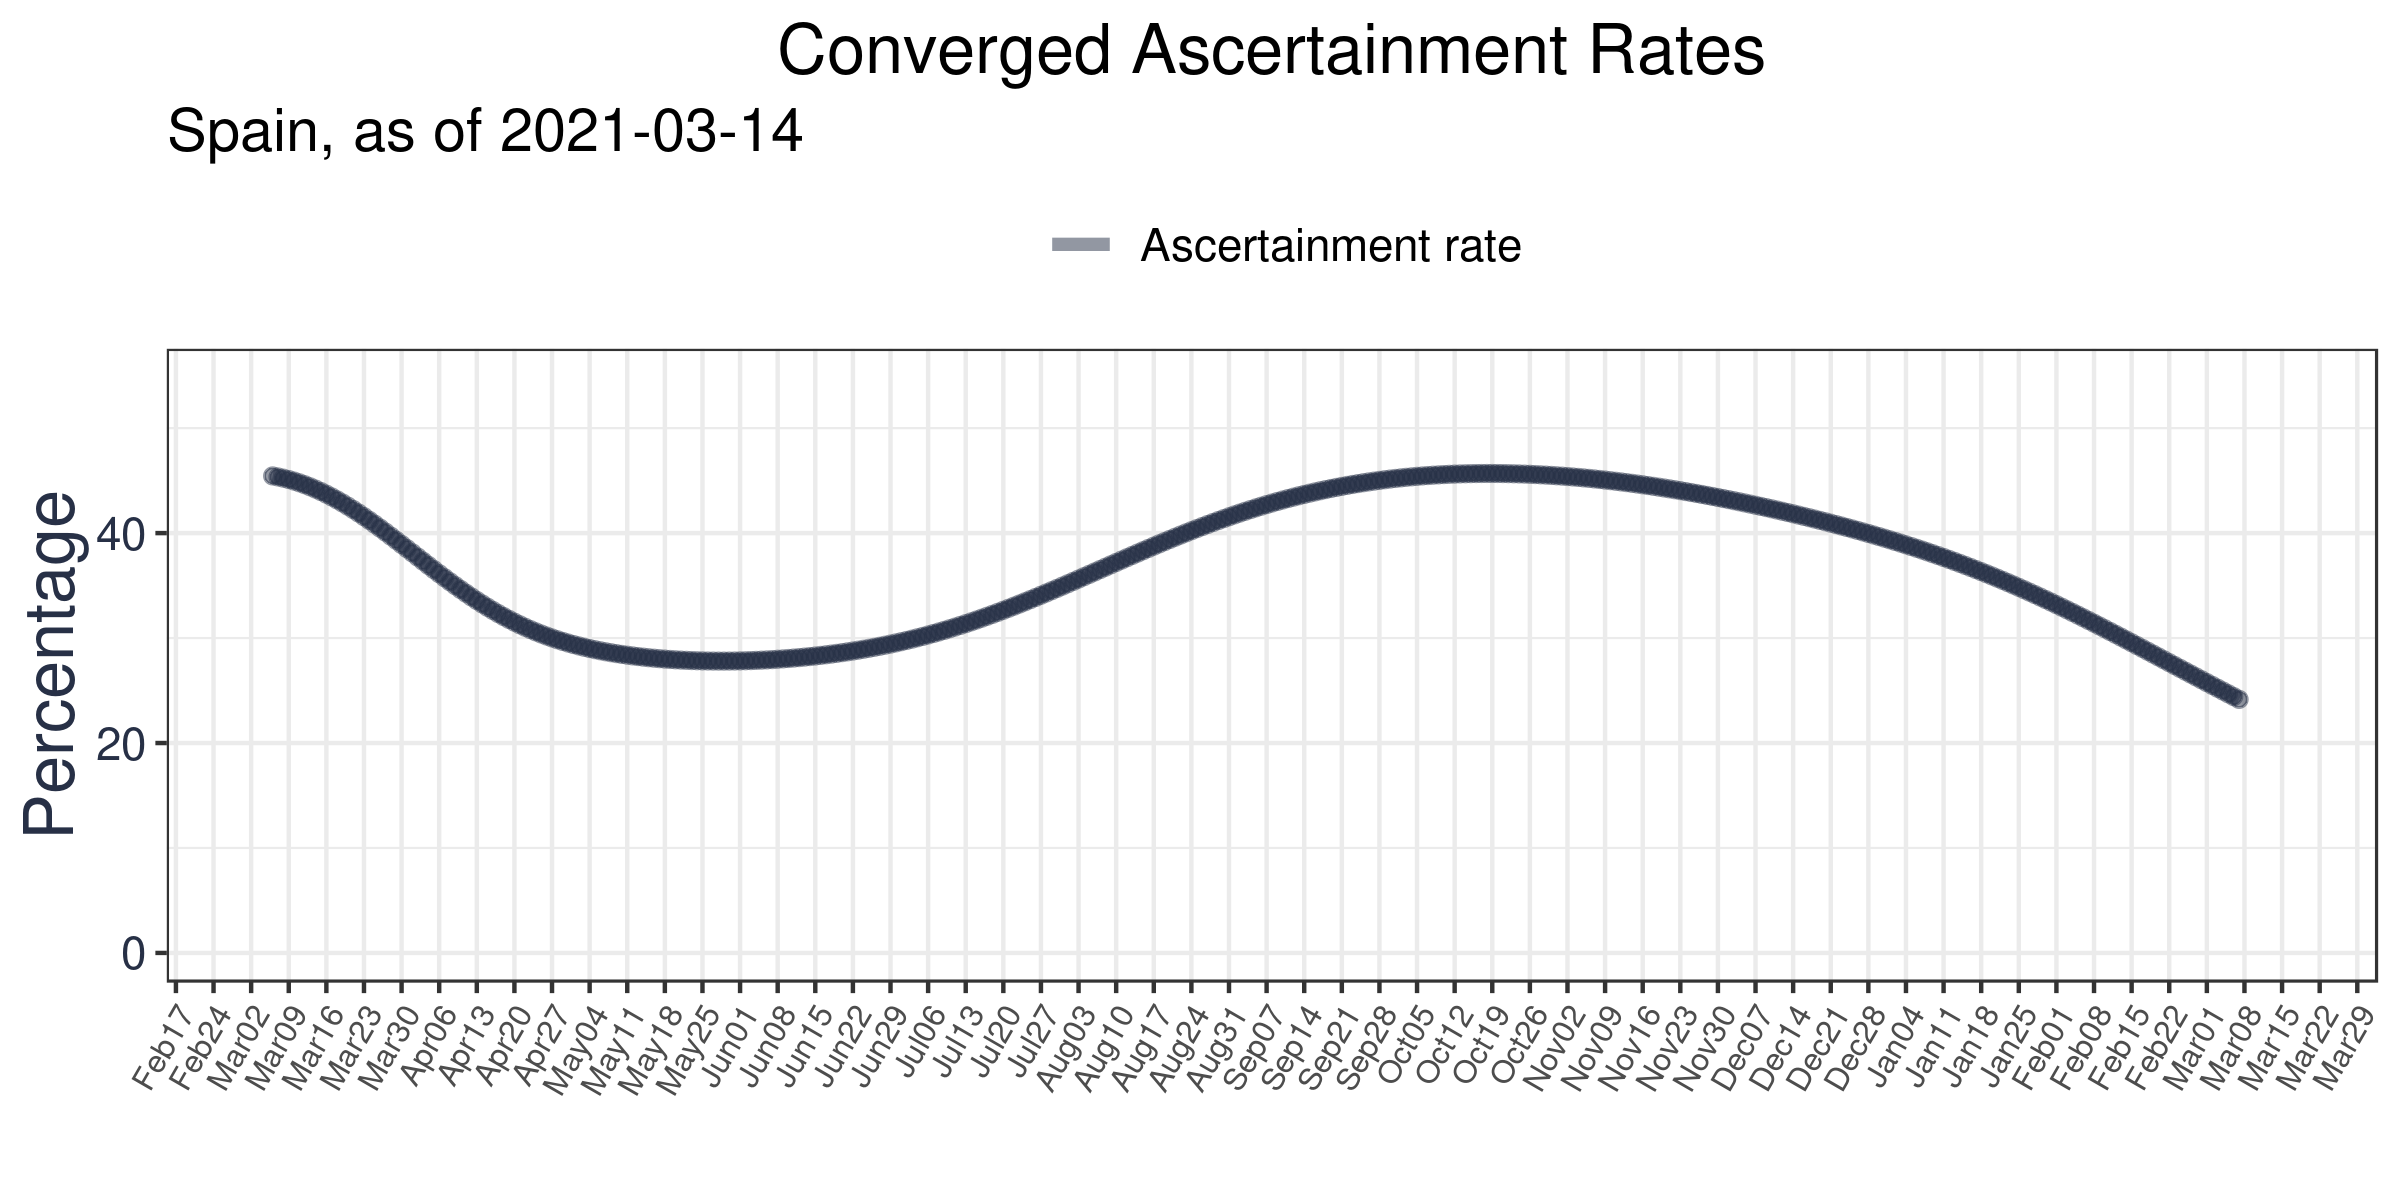 Converged Ascertainment Rates
Spain, as of 2021-03-14
Ascertainment rate
Percentage
40
20
0
Feb17
Feb24
Mar02
Mar09
Mar16
Mar23
Mar30
Apr06
Apr13
Apr20
Apr27
May04
May11
May18
May25
Jun01
Jun08
Jun15
Jun22
Jun29
Jul06
Jul13
Jul20
Jul27
Aug03
Aug10
Aug17
Aug24
Aug31
Sep07
Sep14
Sep21
Sep28
Oct05
Oct12
Oct19
Oct26
Nov02
Nov09
Nov16
Nov23
Nov30
Dec07
Dec14
Dec21
Dec28
Jan04
Jan11
Jan18
Jan25
Feb01
Feb08
Feb15
Feb22
Mar01
Mar08
Mar15
Mar22
Mar29